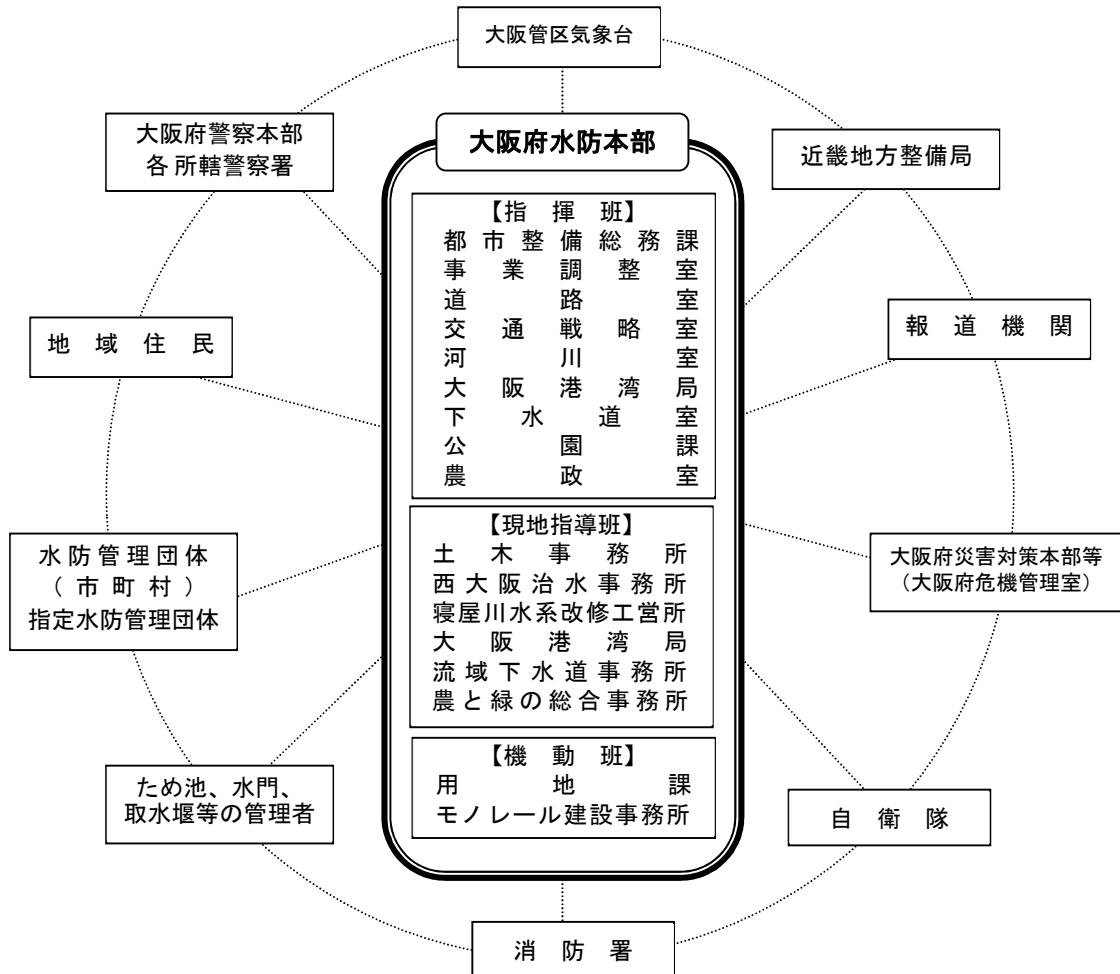 大阪管区気象台
大阪府警察本部
各所轄警察署
大阪府水防本部
近畿地方整備局
【指揮班】
都市整備総務課
事業調整室
道路室
交通戦略室
河川室
大阪港湾局
下水道室
公園課
農政室
地域住民
報道機関
【現地指導班】
土木事務所
西大阪治水事務所
寝屋川水系改修工営所
大阪港湾局
流域下水道事務所
農と緑の総合事務所
水防管理団体
（市町村）
指定水防管理団体
大阪府災害対策本部等
（大阪府危機管理室）
【機動班】
用地課
モノレール建設事務所
ため池、水門、
取水堰等の管理者
自衛隊
消防署